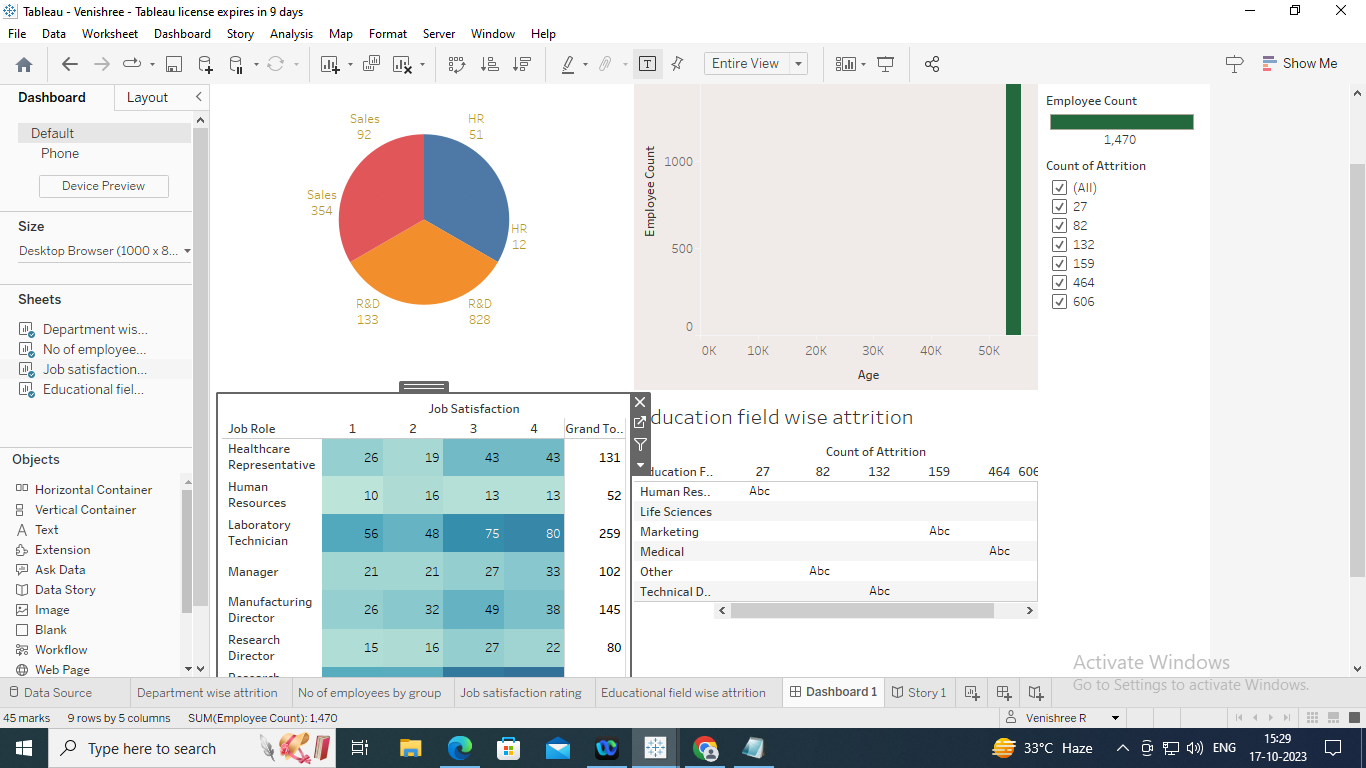 Tableau - Venishree - Tableau license expires in 9 days
File Data Worksheet Dashboard Story Analysis Map Format Server Window Help
Entire View
Show Me
Dashboard Layout
Default
Phone
Device Preview
Size
Desktop Browser (1000 x 8...
Sheets
Department wis...
No of employee...
Job satisfaction...
Educational fiel...
Objects
Horizontal Container
Vertical Container
Text
Extension
Ask Data
Data Story
Image
Blank
Workflow
Web Page
Sales
92
HR
51
Sales
354
HR
12
R&D
133
R&D
828
Employee Count
1000
500
0
0K 10K 20K 30K 40K 50K
Age
Employee Count
1,470
Count of Attrition
(All)
27
82
132
159
464
606
Job Satisfaction
Job Role 1 2 3 4 Grand To..
Healthcare
Representative 26 19 43 43 131
Human
Resources 10 16 13 13 52
Laboratory
Technician 56 48 75 80 259
Manager 21 21 27 33 102
Manufacturing
Director 26 32 49 38 145
Research
Director 15 16 27 22 80
ducation field wise attrition
Count of Attrition
ducation F.. 27 82 132 159 464 606
Human Res.. Abc
Life Sciences
Marketing Abc
Medical Abc
Other Abc
Technical D.. Abc
Activate Windows
Go to Settings to activate Windows.
Data Source Department wise attrition No of employees by group Job satisfaction rating Educational field wise attrition Dashboard 1 Story 1
45 marks 9 rows by 5 columns SUM(Employee Count): 1,470
Venishree R
Type here to search
33°C Haze
ENG
15:29
17-10-2023